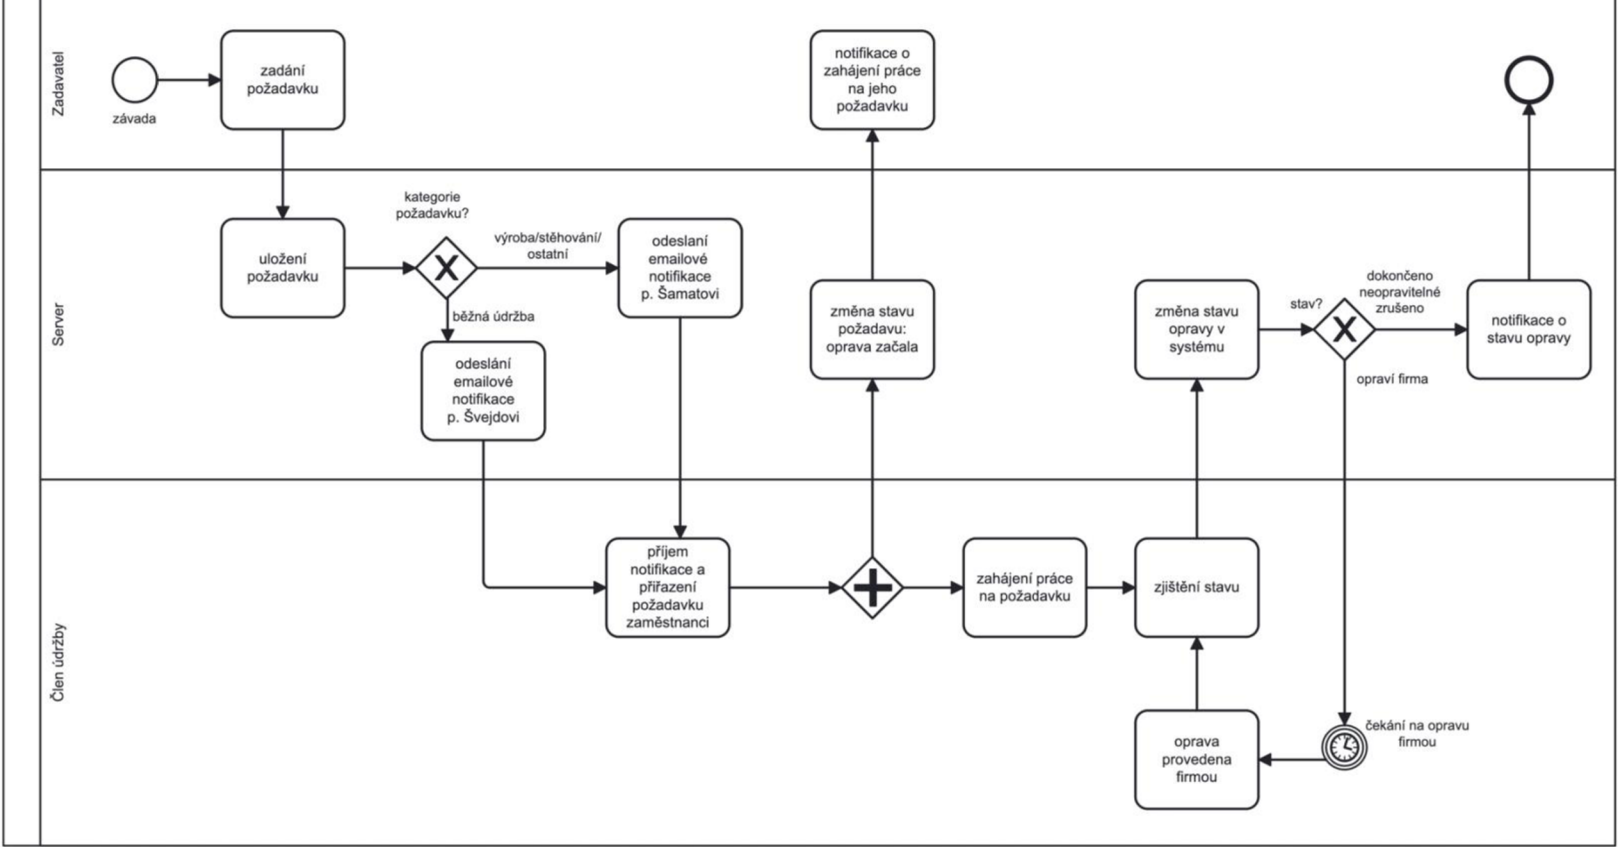 Zadavatel
závada
zadání
požadavku
notifikace o
zahájení práce
na jeho
požadavku
Server
uložení
požadavku
kategorie
požadavku?
výroba/stěhování/
ostatní
běžná údržba
odeslaní
emailové
notifikace
p. Šamatovi
odeslání
emailové
notifikace
p. Švejdovi
změna stavu
požadavu:
oprava začala
změna stavu
opravy v
systému
stav?
dokončeno
neopravitelné
zrušeno
opraví firma
notifikace o
stavu opravy
Člen údržby
příjem
notifikace a
přiřazení
požadavku
zaměstnanci
zahájení práce
na požadavku
zjištění stavu
oprava
provedena
firmou
čekání na opravu
firmou